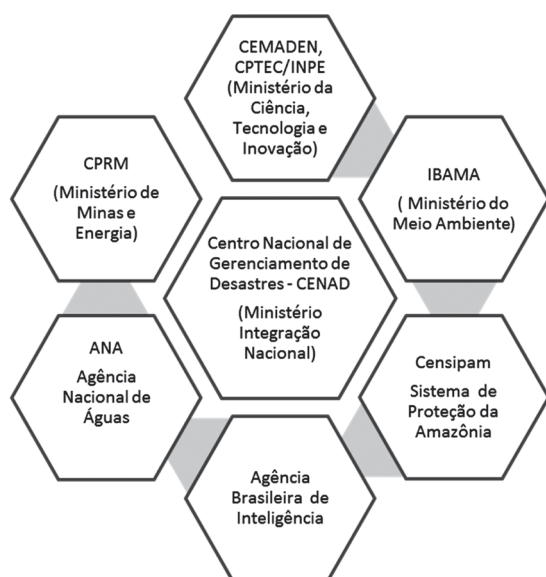 CEMADEN,
CPTEC/INPE
(Ministério da
Ciência,
Tecnologia e
Inovação)
CPRM
(Ministério de
Minas e
Energia)
IBAMA
( Ministério do
Meio Ambiente)
Centro Nacional de
Gerenciamento de
Desastres - CENAD
(Ministério
Integração
Nacional)
ANA
Agência
Nacional de
Águas
Censipam
Sistema de
Proteção da
Amazônia
Agência
Brasileira de
Inteligência